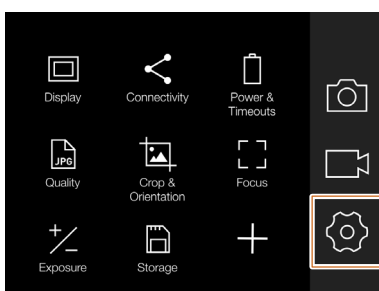 Display
Connectivity
Power &
Timeouts
JPG
Quality
Crop &
Orientation
Focus
Exposure
Storage